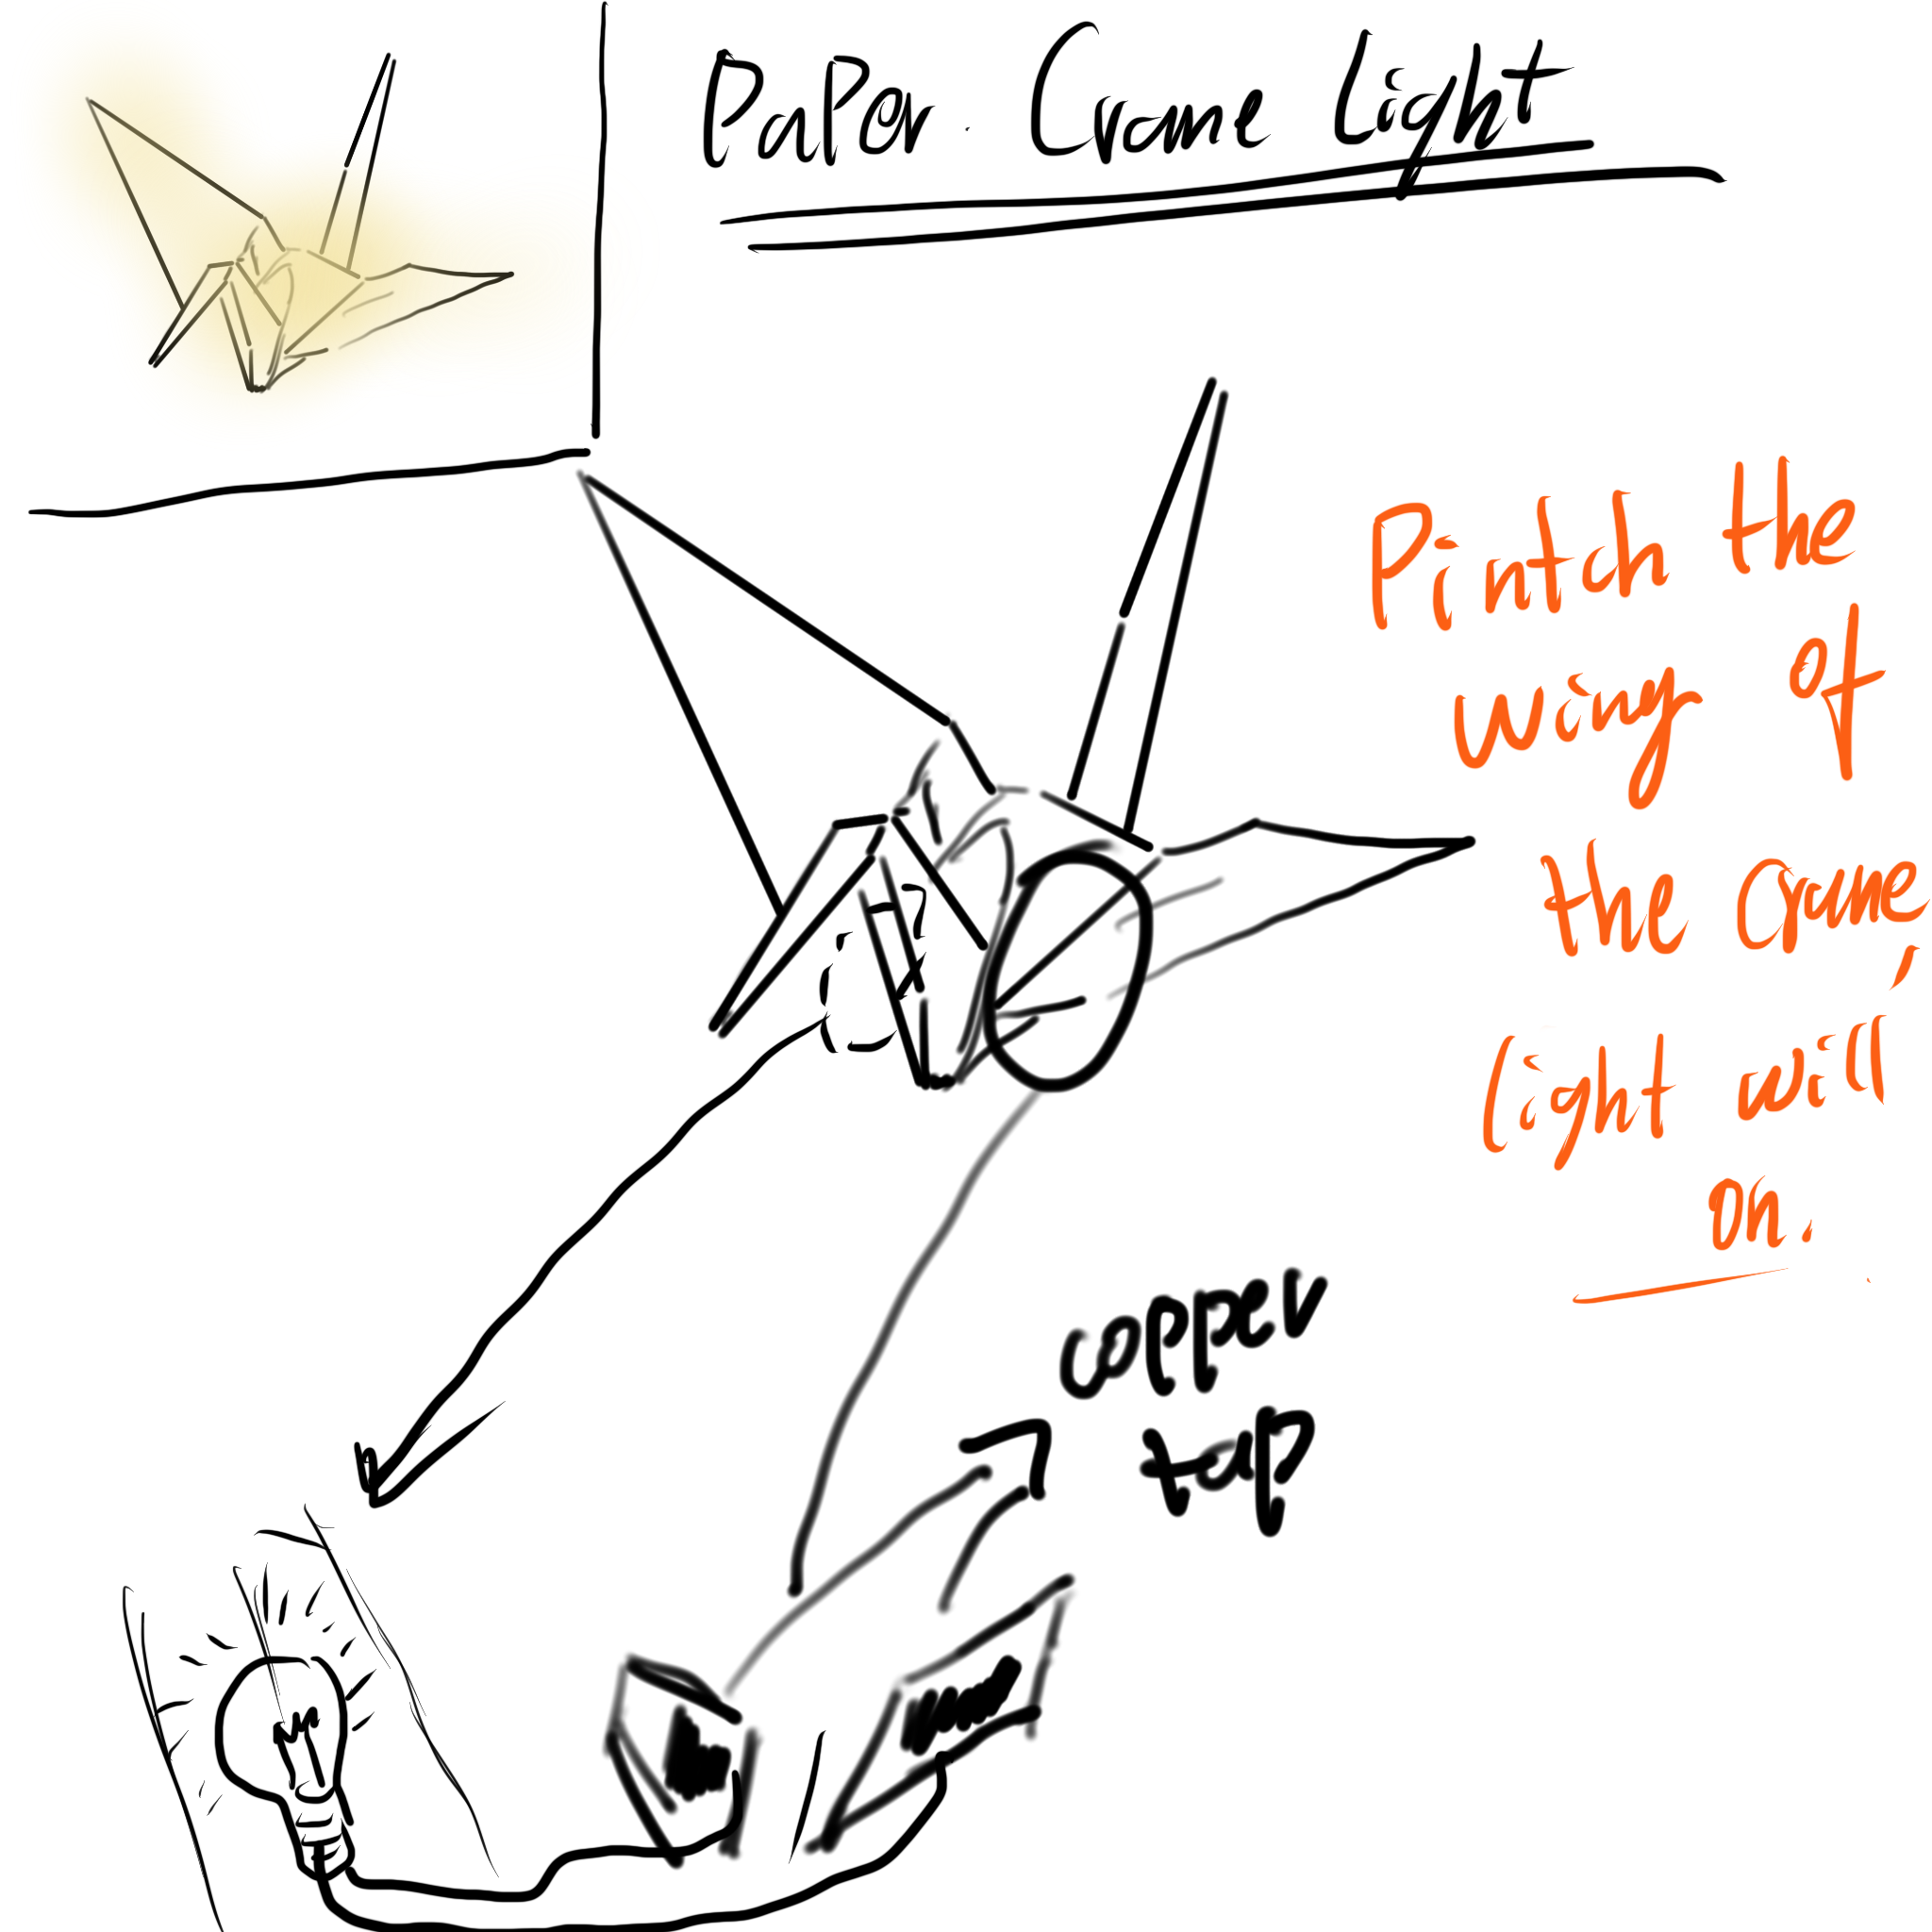 Paper Crane Light
Pintch the
wing of
the Crane,
light will
on.
copper
tap